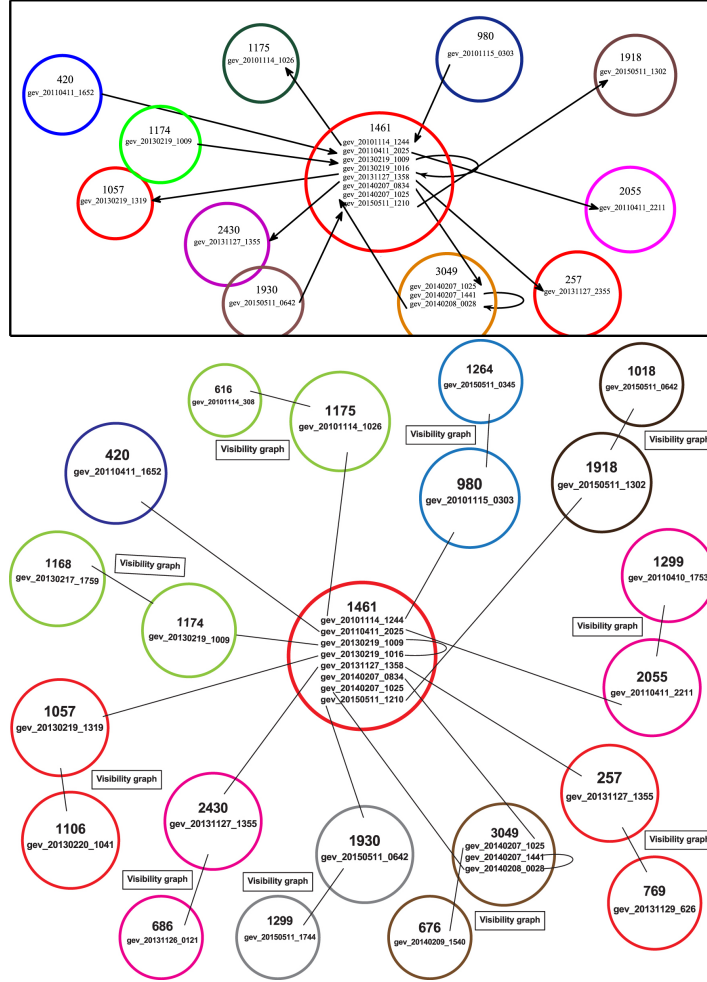 1175
gev_20101114_1026
980
gev_20101115_0303
1918
gev_20150511_1302
420
gev_20110411_1652
1174
gev_20130219_1009
1461
gev_20101114_1244
gev_20110411_2025
gev_20130219_1009
gev_20130219_1016
gev_20131127_1358
gev_20140207_0834
gev_20140207_1025
gev_20150511_1210
1057
gev_20130219_1319
2055
gev_20110411_2211
2430
gev_20131127_1355
1930
gev_20150511_0642
3049
gev_20140207_1025
gev_20140207_1441
gev_20140208_0028
257
gev_20131127_2355
616
gev_20101114_308
1175
gev_20101114_1026
Visibility graph
1264
gev_20150511_0345
Visibility graph
980
gev_20101115_0303
1018
gev_20150511_0642
Visibility graph
1918
gev_20150511_1302
420
gev_20110411_1652
1168
gev_20130217_1759
Visibility graph
1174
gev_20130219_1009
1461
gev_20101114_1244
gev_20110411_2025
gev_20130219_1009
gev_20130219_1016
gev_20131127_1358
gev_20140207_0834
gev_20140207_1025
gev_20150511_1210
1299
gev_20110410_1753
Visibility graph
2055
gev_20110411_2211
1057
gev_20130219_1319
Visibility graph
1106
gev_20130220_1041
2430
gev_20131127_1355
Visibility graph
686
gev_20131126_0121
1930
gev_20150511_0642
Visibility graph
1299
gev_20150511_1744
3049
gev_20140207_1025
gev_20140207_1441
gev_20140208_0028
Visibility graph
676
gev_20140209_1540
257
gev_20131127_1355
Visibility graph
769
gev_20131129_626